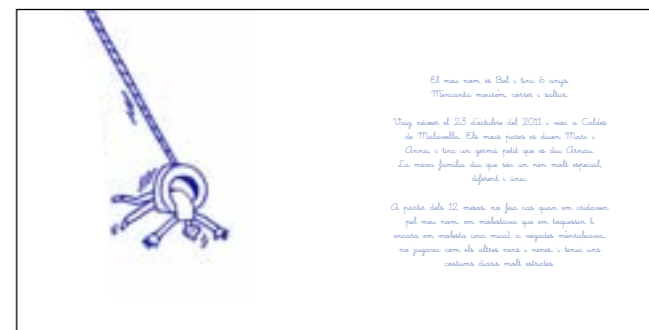 El meu nom és Biel i tinc 6 anys.
M'encanta moure'm, córrer i saltar.
Vaig néixer el 23 d'octubre del 2011 i visc a Caldes
de Malavella. Els meus pares es diuen Marc i
Anna, i tinc un germà petit que es diu Arnau.
La meva família diu que sóc un nen molt especial,
diferent i únic.
A partir dels 12 mesos, no feia cas quan em cridaven
pel meu nom, em molestava que em toquessin (i
encara em molesta una mica), a vegades m'enrabiava,
no jugava com els altres nens i nenes, i tenia uns
costums diaris molt estrictes.